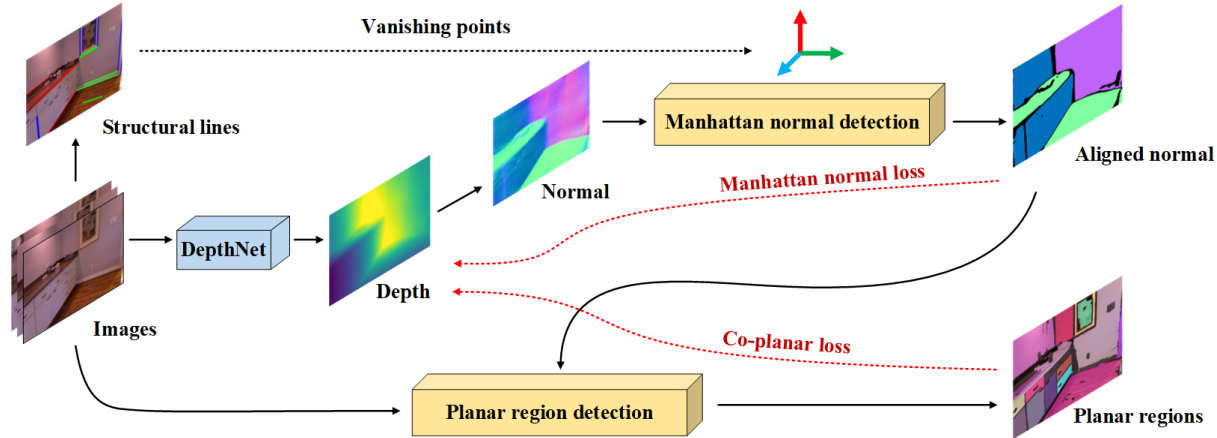 Vanishing points
Structural lines
Manhattan normal detection
Aligned normal
Normal
Manhattan normal loss
DepthNet
Depth
Images
Co-planar loss
Planar region detection
Planar regions